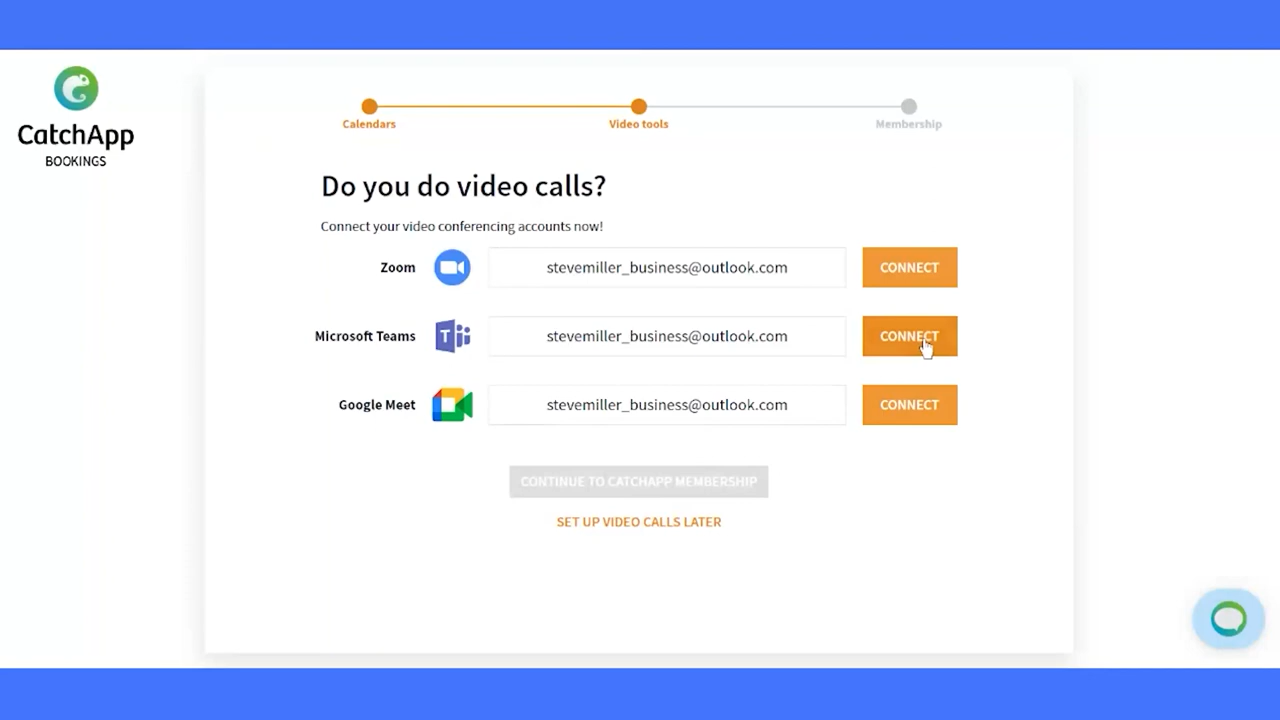 CatchApp
BOOKINGS
Calendars
Video tools
Membership
Do you do video calls?
Connect your video conferencing accounts now!
Zoom
stevemiller_business@outlook.com
CONNECT
Microsoft Teams
T
stevemiller_business@outlook.com
CONNECT
Google Meet
stevemiller_business@outlook.com
CONNECT
CONTINUE TO CATCHAPP MEMBERSHIP
SET UP VIDEO CALLS LATER